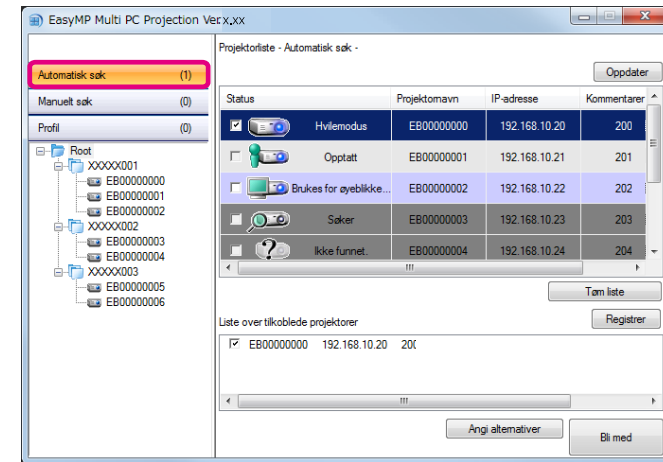 EasyMP Multi PC Projection Ver.x,xx
Projektorliste - Automatisk søk -
Automatisk søk (1)
Oppdater
Manuelt søk (0)
Status Projektornavn IP-adresse Kommentarer
Profil (0)
Hvilemodus EB00000000 192.168.10.20 200
Opptatt EB00000001 192.168.10.21 201
Brukes for øyeblikke... EB00000002 192.168.10.22 202
Søker EB00000003 192.168.10.23 203
Ikke funnet. EB00000004 192.168.10.24 204
Root
XXXXX001
EB00000000
EB00000001
EB00000002
XXXXX002
EB00000003
EB00000004
XXXXX003
EB00000005
EB00000006
Tøm liste
Liste over tilkoblede projektorer
Registrer
EB00000000 192.168.10.20 200
Angi alternativer
Bli med